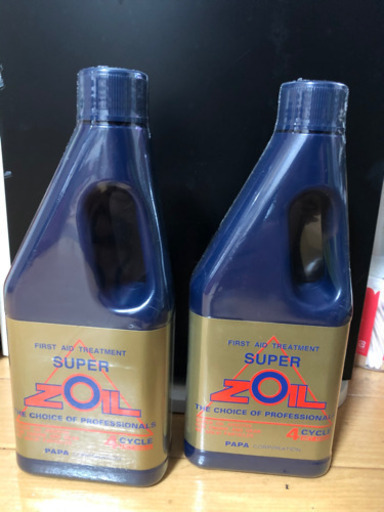 FIRST AID TREATMENT
SUPER
ZOIL
THE CHOICE OF PROFESSIONALS
CYCLE
PAPA CORPORATION
FIRST AID TREATMENT
SUPER
ZOIL
THE CHOICE OF PROFESSIONALS
4 CYCLE
PAPA CORPORATION